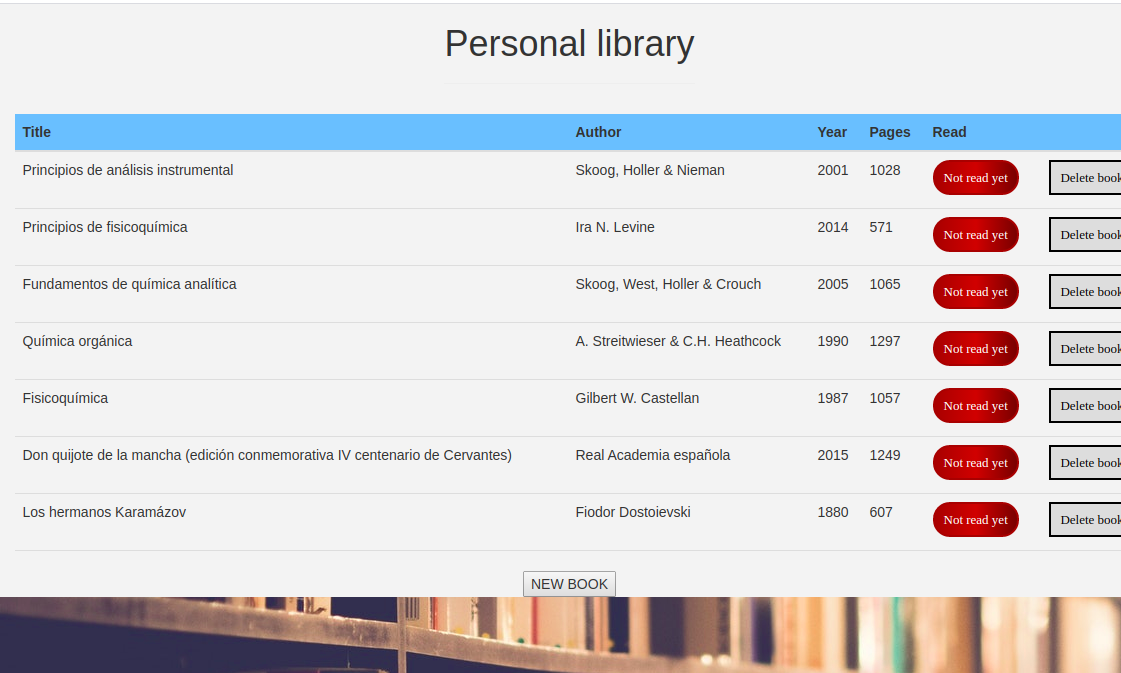 Personal library
Title Author Year Pages Read
Principios de análisis instrumental Skoog, Holler & Nieman 2001 1028 Not read yet Delete book
Principios de fisicoquímica Ira N. Levine 2014 571 Not read yet Delete book
Fundamentos de química analítica Skoog, West, Holler & Crouch 2005 1065 Not read yet Delete book
Química orgánica A. Streitwieser & C.H. Heathcock 1990 1297 Not read yet Delete book
Fisicoquímica Gilbert W. Castellan 1987 1057 Not read yet Delete book
Don quijote de la mancha (edición conmemorativa IV centenario de Cervantes) Real Academia española 2015 1249 Not read yet Delete book
Los hermanos Karamázov Fiodor Dostoievski 1880 607 Not read yet Delete book
NEW BOOK